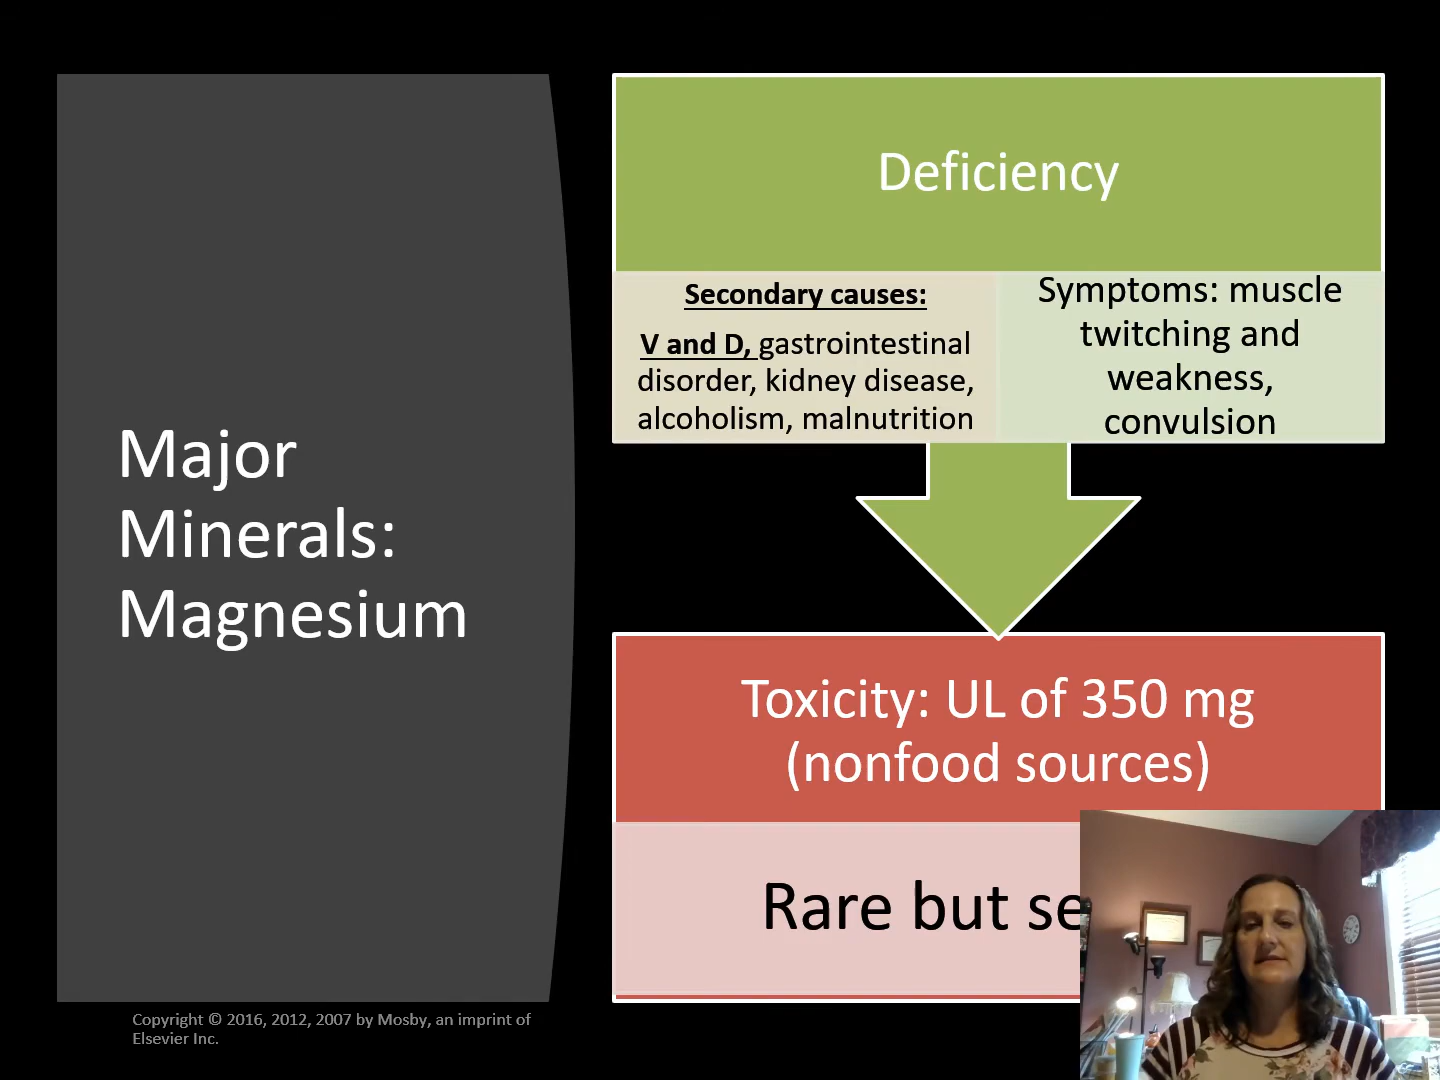 Major
Minerals:
Magnesium
Deficiency
Secondary causes:
V and D, gastrointestinal
disorder, kidney disease,
alcoholism, malnutrition
Symptoms: muscle
twitching and
weakness,
convulsion
Toxicity: UL of 350 mg
(nonfood sources)
Rare but
Copyright © 2016, 2012, 2007 by Mosby, an imprint of
Elsevier Inc.